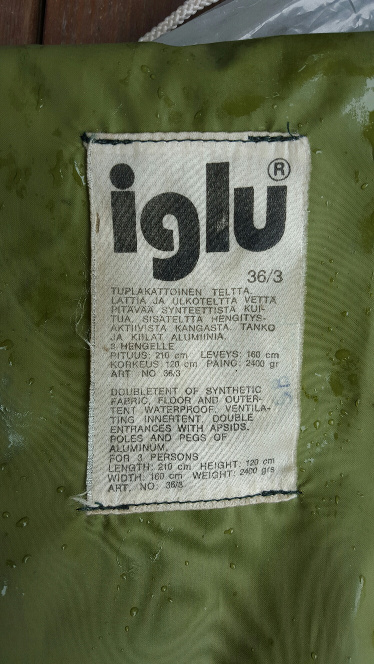 iglu®
36/3
TUPLAKATTOINEN TELTTA.
LATTIA JA ULKOTELTTA VETTÄ
PITÄVÄÄ SYNTEETTISTÄ KUI-
TUA. SISÄTELTTA HENGITYS-
AKTIIVISTA KANGASTA. TANKO
JA KIILAT ALUMIINIA.
3 HENGELLE
PITUUS: 210 cm LEVEYS: 160 cm
KORKEUS: 120 cm PAINO: 2400 gr
ART NO 36/3
DOUBLETENT OF SYNTHETIC
FABRIC, FLOOR AND OUTER-
TENT WATERPROOF. VENTILA-
TING INNERTENT. DOUBLE
ENTRANCES WITH APSIDS.
POLES AND PEGS OF
ALUMINUM.
FOR 3 PERSONS
LENGTH: 210 cm HEIGHT: 120 cm
WIDTH: 160 cm WEIGHT: 2400 grs
ART. NO. 36/3